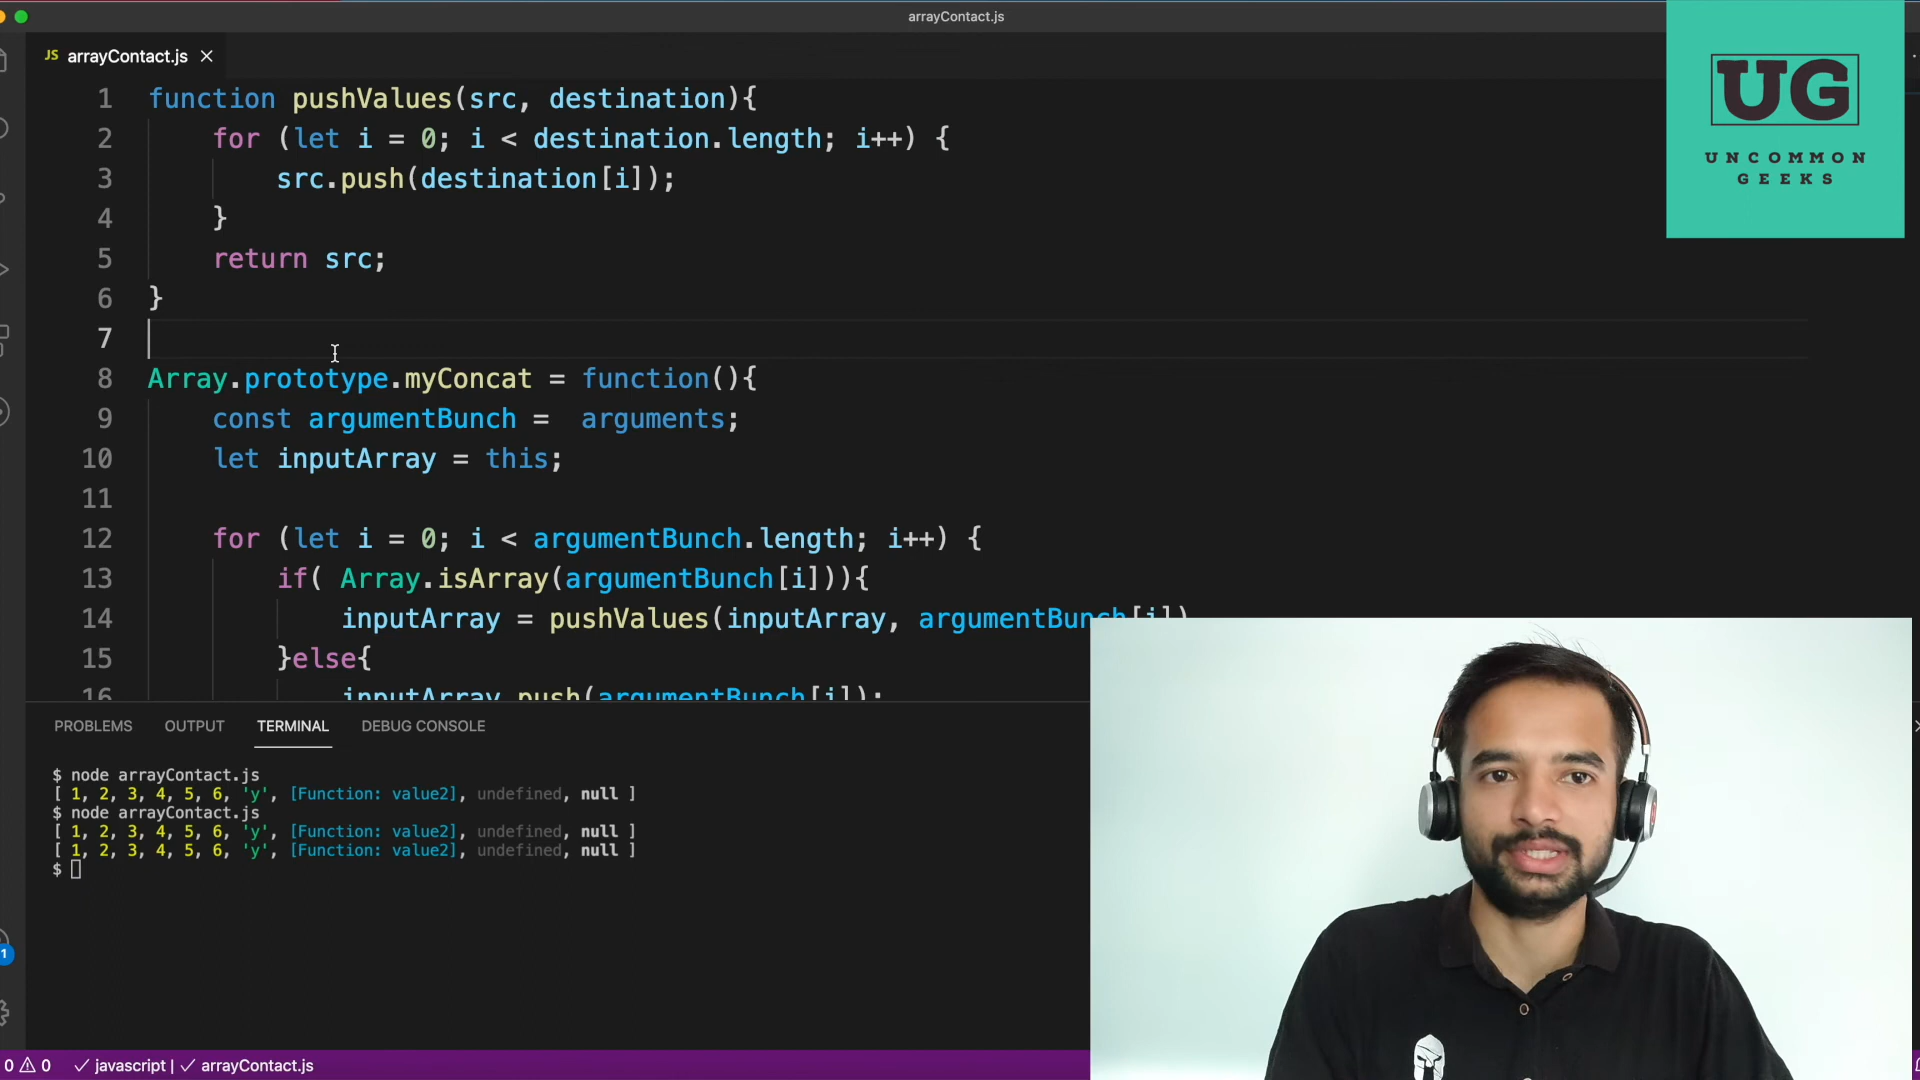 arrayContact.js
JS arrayContact.js
UG
UNCOMMON
GEEKS
1 function pushValues(src, destination){
2 for (let i = 0; i < destination.length; i++) {
3 src.push(destination[i]);
4 }
5 return src;
6 }
7
8 Array.prototype.myConcat = function(){
9 const argumentBunch =  arguments;
10 let inputArray = this;
11
12 for (let i = 0; i < argumentBunch.length; i++) {
13 if( Array.isArray(argumentBunch[i])){
14 inputArray = pushValues(inputArray, argumentBunch[i])
15 }else{
16 inputArray.push(argumentBunch[i]);
PROBLEMS OUTPUT TERMINAL DEBUG CONSOLE
$ node arrayContact.js
[ 1, 2, 3, 4, 5, 6, 'y', [Function: value2], undefined, null ]
$ node arrayContact.js
[ 1, 2, 3, 4, 5, 6, 'y', [Function: value2], undefined, null ]
[ 1, 2, 3, 4, 5, 6, 'y', [Function: value2], undefined, null ]
$
1
0 0 javascript | arrayContact.js